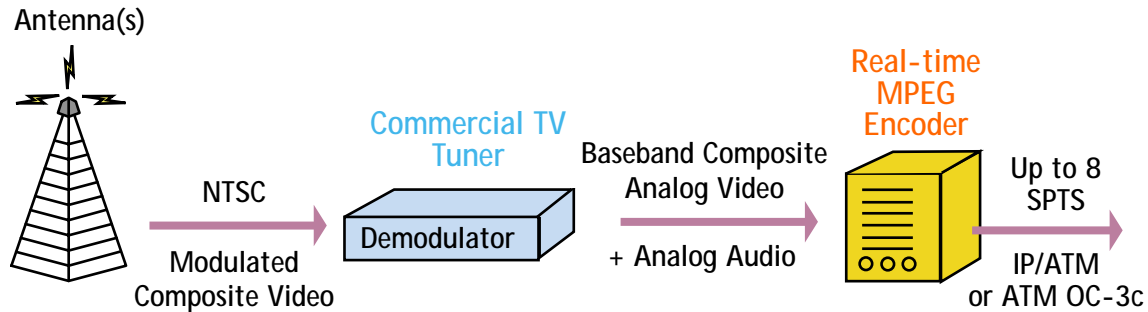 Antenna(s)
NTSC
Modulated
Composite Video
Commercial TV
Tuner
Demodulator
Baseband Composite
Analog Video
+ Analog Audio
Real-time
MPEG
Encoder
Up to 8
SPTS
IP/ATM
or ATM OC-3c